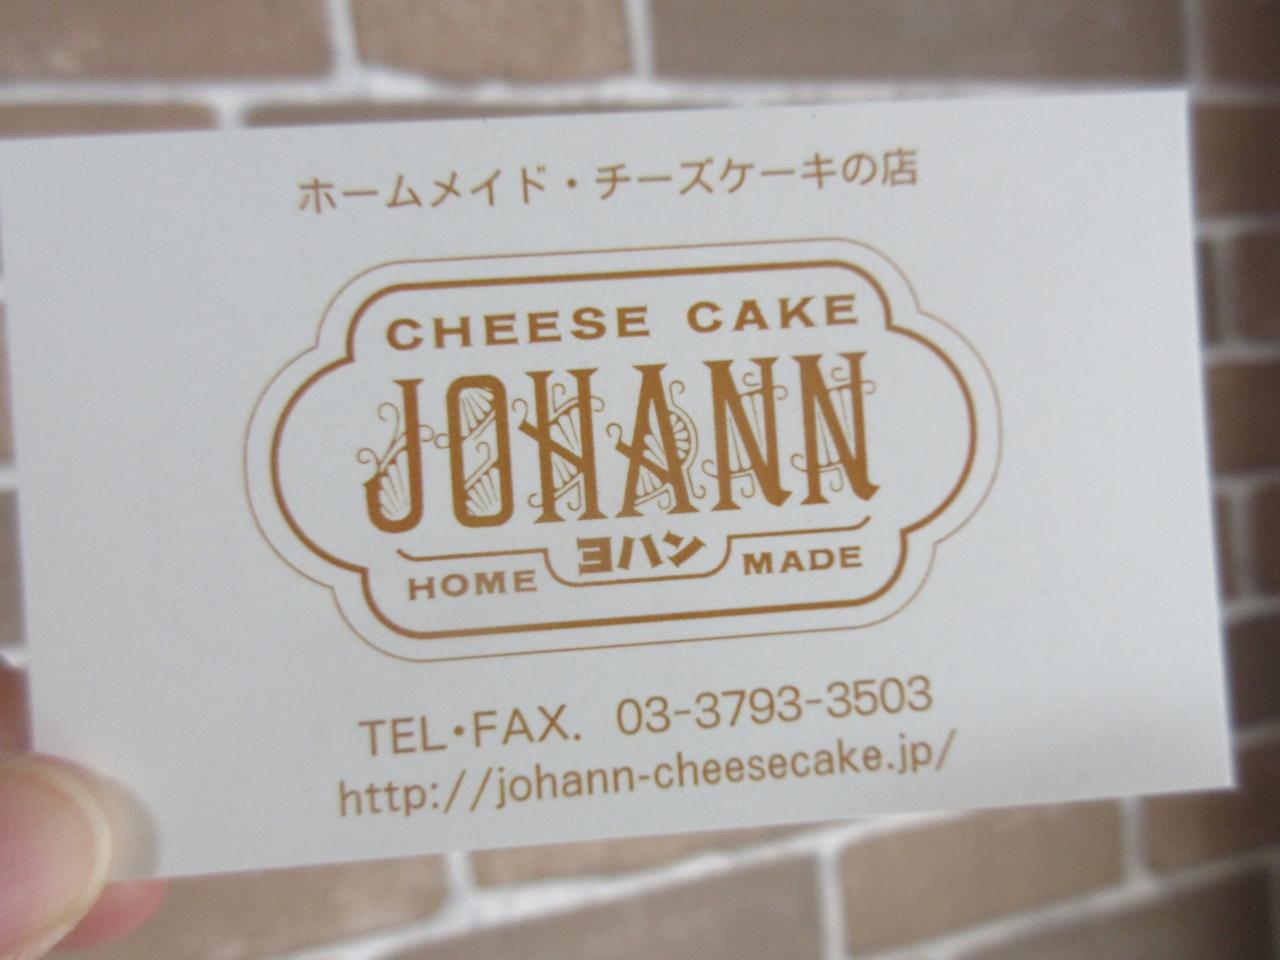 ホームメイド・チーズケーキの店
CHEESE CAKE
JOHANN
ヨハン
HOME MADE
TEL・FAX. 03-3793-3503
http://johann-cheesecake.jp/